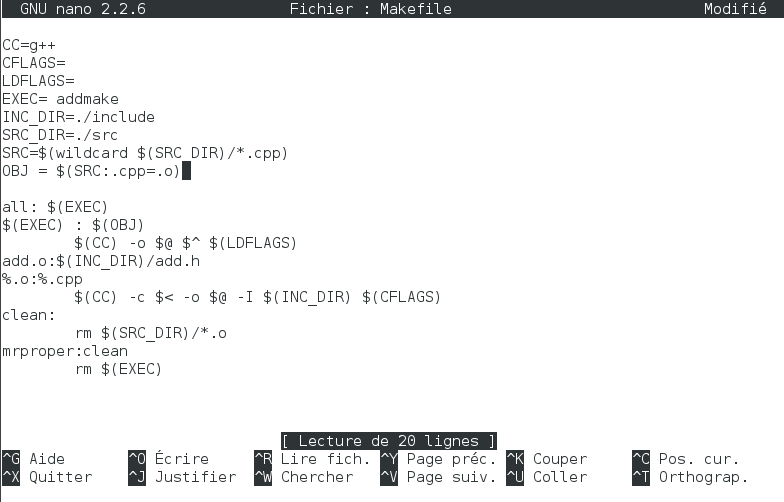 GNU nano 2.2.6 Fichier : Makefile Modifié
CC=g++
CFLAGS=
LDFLAGS=
EXEC= addmake
INC_DIR=./include
SRC_DIR=./src
SRC=$(wildcard $(SRC_DIR)/*.cpp)
OBJ = $(SRC:.cpp=.o)
all: $(EXEC)
$(EXEC) : $(OBJ)
        $(CC) -o $@ $^ $(LDFLAGS)
add.o:$(INC_DIR)/add.h
%.o:%.cpp
        $(CC) -c $< -o $@ -I $(INC_DIR) $(CFLAGS)
clean:
        rm $(SRC_DIR)/*.o
mrproper:clean
        rm $(EXEC)
[ Lecture de 20 lignes ]
^G Aide ^O Écrire ^R Lire fich. ^Y Page préc. ^K Couper ^C Pos. cur.
^X Quitter ^J Justifier ^W Chercher ^V Page suiv. ^U Coller ^T Orthograp.